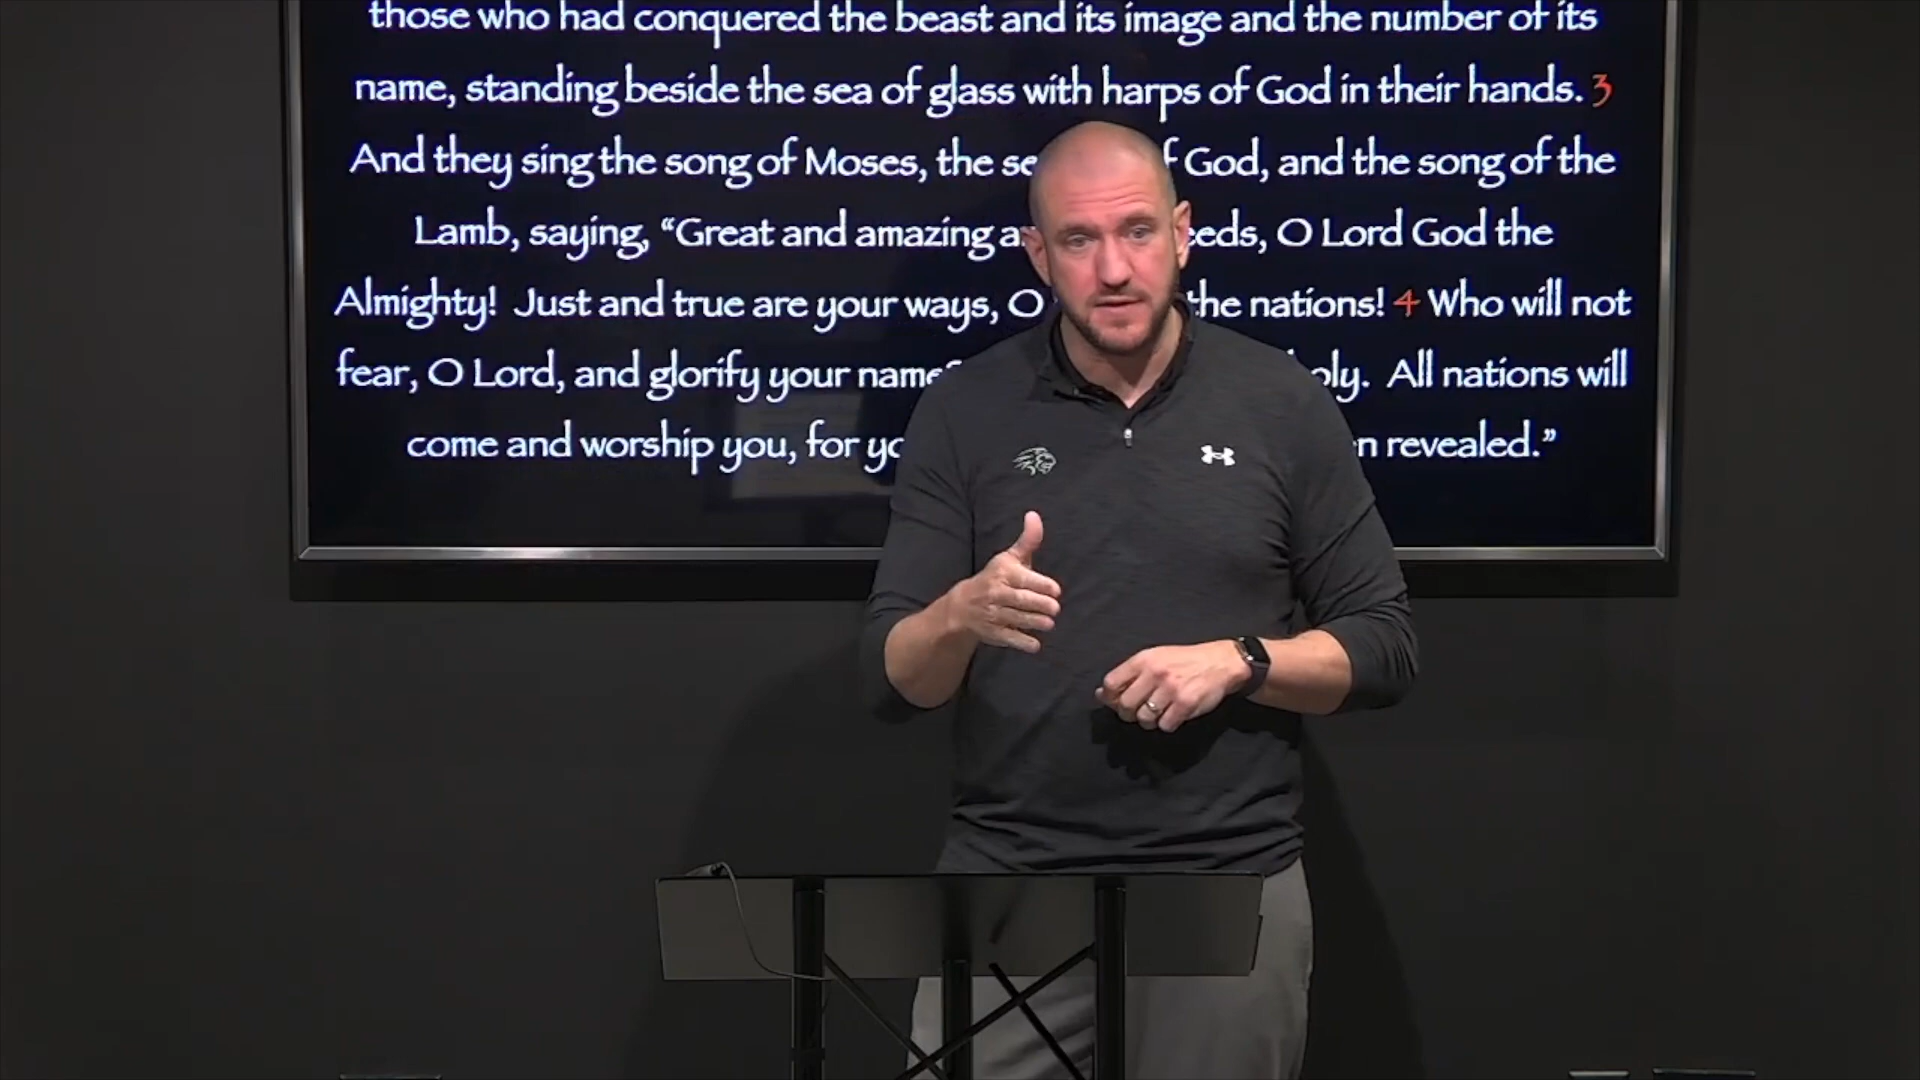 those who had conquered the beast and its image and the number of its
name, standing beside the sea of glass with harps of God in their hands. 3
And they sing the song of Moses, the se f God, and the song of the
Lamb, saying, “Great and amazing a eeds, O Lord God the
Almighty!  Just and true are your ways, O the nations! 4 Who will not
fear, O Lord, and glorify your name? oly.  All nations will
come and worship you, for yo n revealed.”